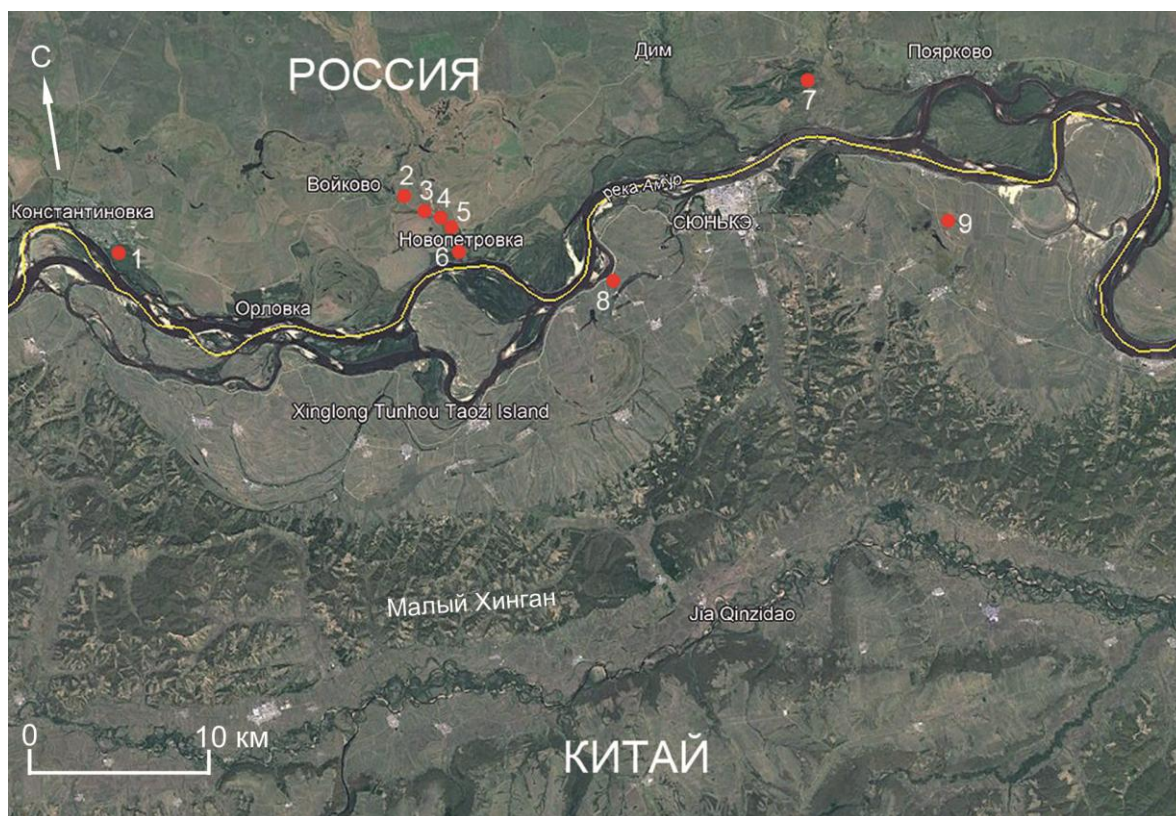 С
РОССИЯ
Дим
Поярково
7
Войково
2
3
4
5
река Амур
Константиновка
СЮНЬКЭ
9
1
Новопетровка
6
8
Орловка
Xinglong Tunhou Taozi Island
Малый Хинган
Jia Qinzidao
0
10 км
КИТАЙ